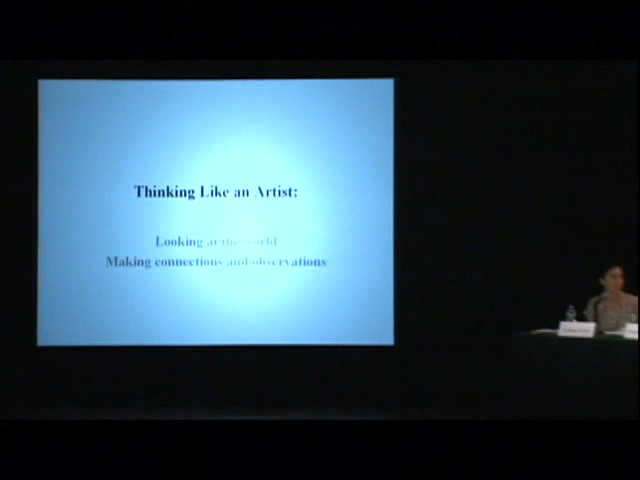 Thinking Like an Artist:
Looking at the world
Making connections and observations